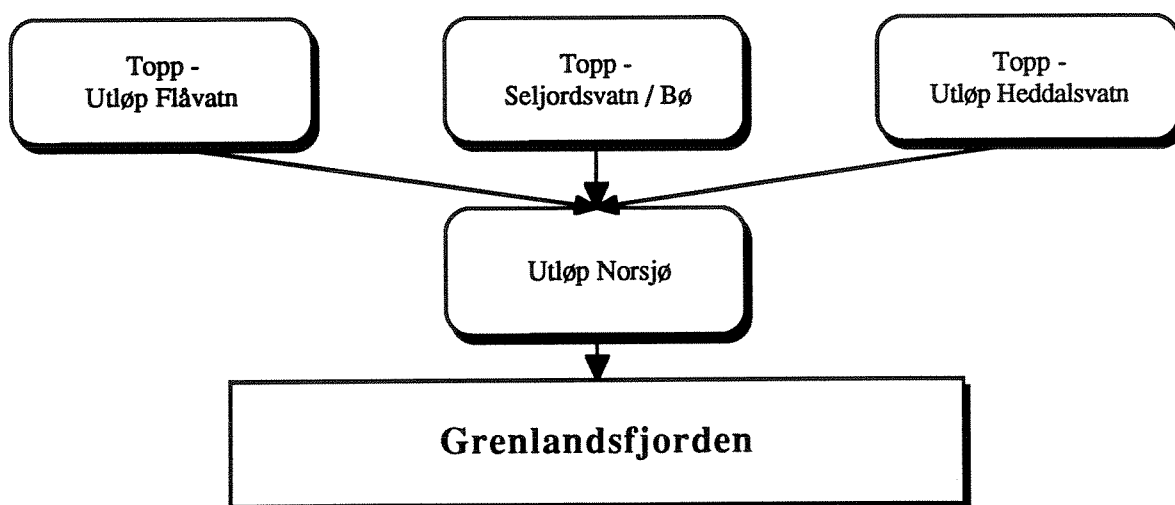 Topp -
Utløp Flåvatn
Topp -
Seljordsvatn / Bø
Topp -
Utløp Heddalsvatn
Utløp Norsjø
Grenlandsfjorden